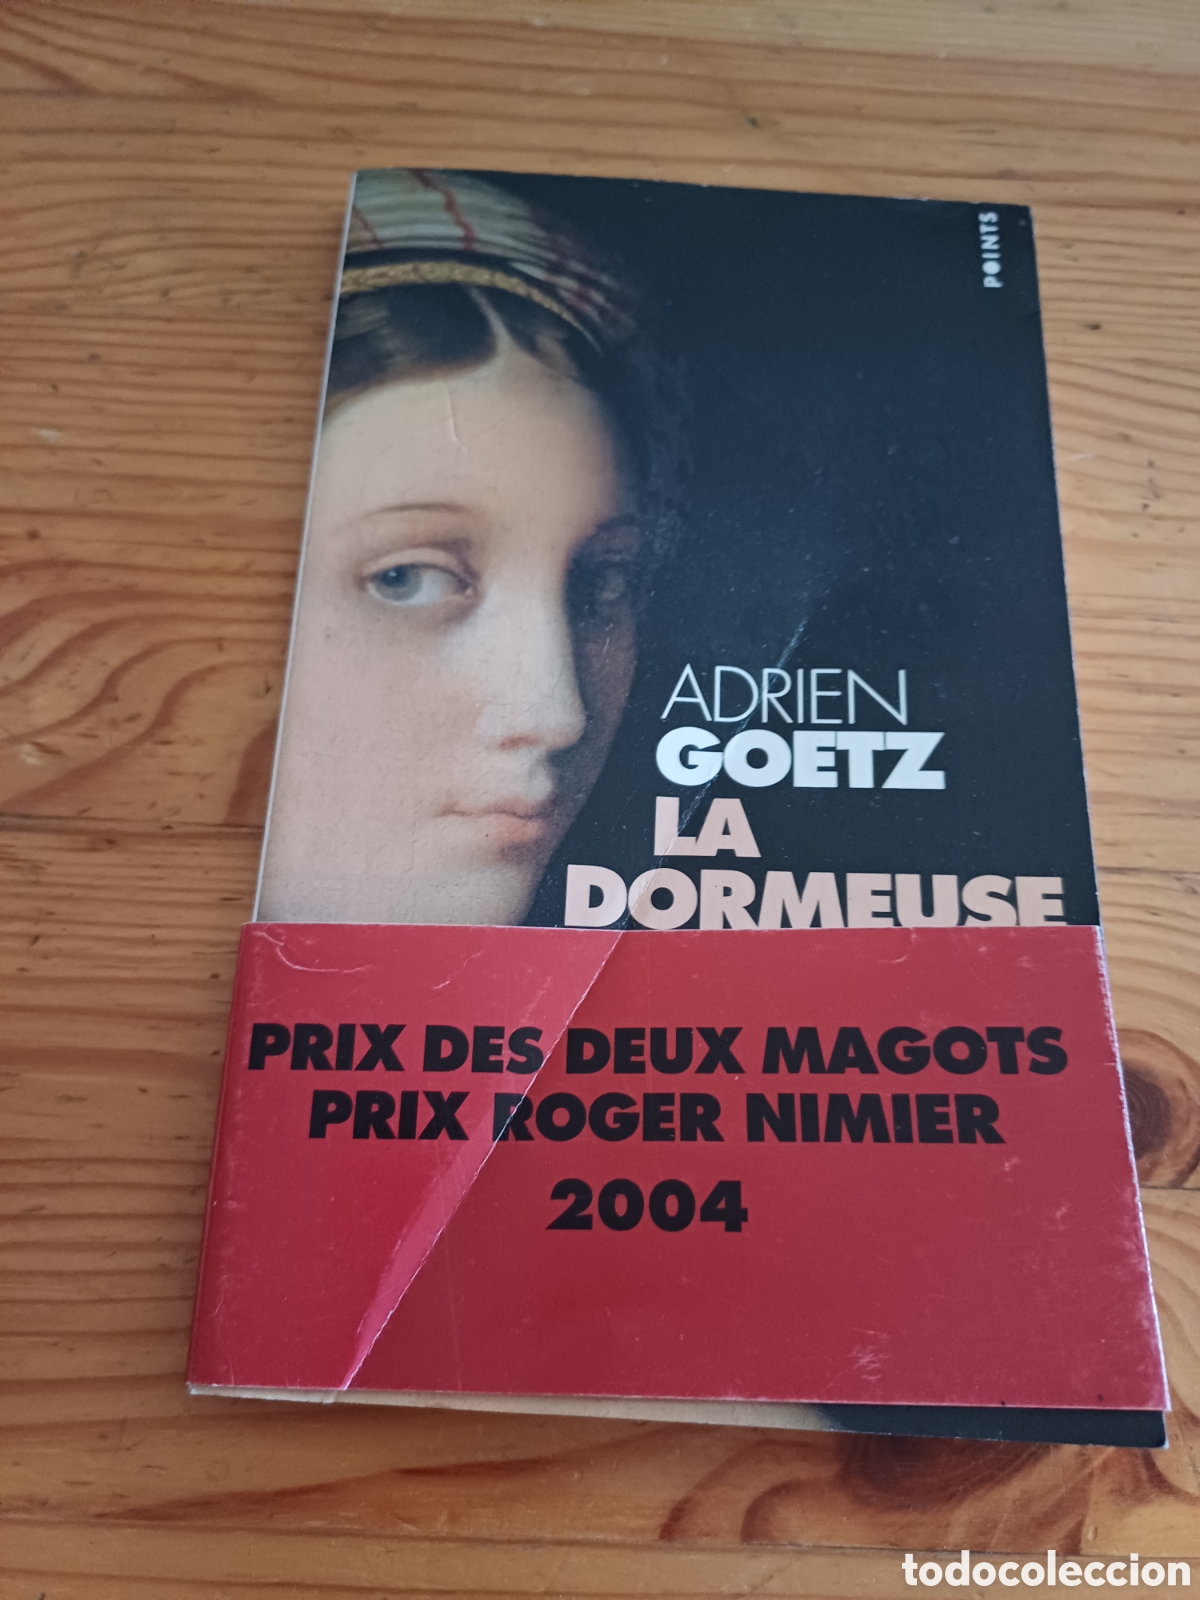 POINTS
ADRIEN
GOETZ
LA
DORMEUSE
PRIX DES DEUX MAGOTS
PRIX ROGER NIMIER
2004
todocoleccion